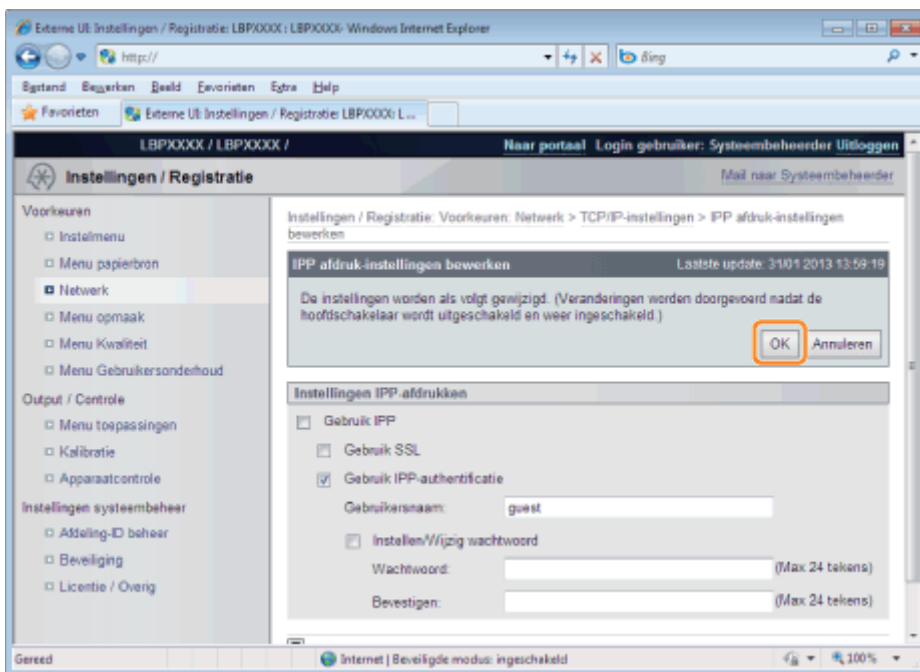 Externe UI: Instellingen / Registratie: LBPXXXX : LBPXXXX- Windows Internet Explorer
http://
Bing
Bestand Bewerken Beeld Favorieten Extra Help
Favorieten Externe UI: Instellingen / Registratie: LBPXXXX: L...
LBPXXXX / LBPXXXX / Naar portaal Login gebruiker: Systeembeheerder Uitloggen
Instellingen / Registratie Mail naar Systeembeheerder
Voorkeuren
Instelmenu
Menu papierbron
Netwerk
Menu opmaak
Menu Kwaliteit
Menu Gebruikersonderhoud
Output / Controle
Menu toepassingen
Kalibratie
Apparaatcontrole
Instellingen systeembeheer
Afdeling-ID beheer
Beveiliging
Licentie / Overig
Instellingen / Registratie: Voorkeuren: Netwerk > TCP/IP-instellingen > IPP afdruk-instellingen
bewerken
IPP afdruk-instellingen bewerken Laatste update: 31/01 2013 13:59:19
De instellingen worden als volgt gewijzigd. (Veranderingen worden doorgevoerd nadat de
hoofdschakelaar wordt uitgeschakeld en weer ingeschakeld.)
OK Annuleren
Instellingen IPP-afdrukken
Gebruik IPP
Gebruik SSL
Gebruik IPP-authentificatie
Gebruikersnaam: guest
Instellen/Wijzig wachtwoord
Wachtwoord: (Max 24 tekens)
Bevestigen: (Max 24 tekens)
Gereed Internet | Beveiligde modus: ingeschakeld 100%